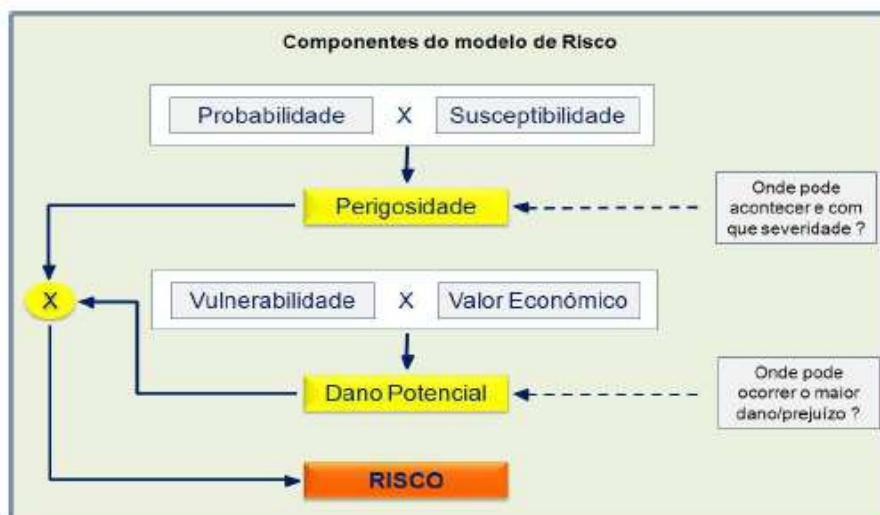 Componentes do modelo de Risco
Probabilidade X Susceptibilidade
Perigosidade
Onde pode
acontecer e com
que severidade ?
X
Vulnerabilidade X Valor Económico
Dano Potencial
Onde pode
ocorrer o maior
dano/prejuízo ?
RISCO